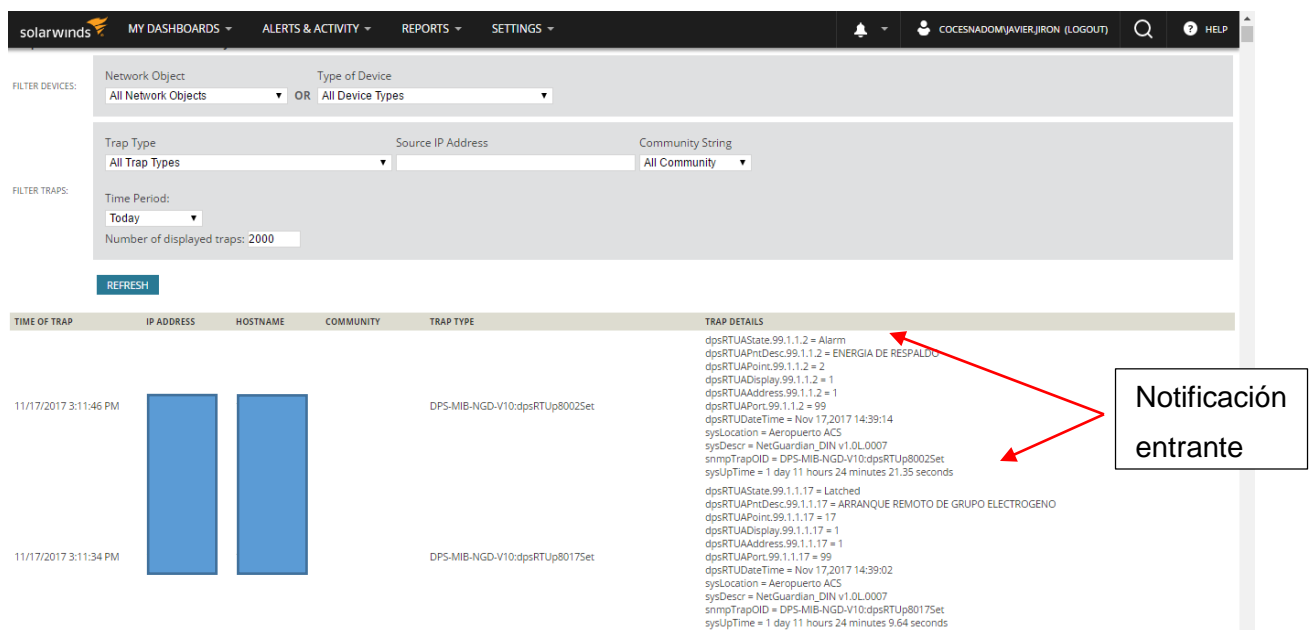 solarwinds MY DASHBOARDS ALERTS & ACTIVITY REPORTS SETTINGS COCESNADOM\JAVIER.JIRON (LOGOUT) ? HELP
FILTER DEVICES:
Network Object Type of Device
All Network Objects OR All Device Types
FILTER TRAPS:
Trap Type Source IP Address Community String
All Trap Types All Community
Time Period:
Today
Number of displayed traps: 2000
REFRESH
TIME OF TRAP IP ADDRESS HOSTNAME COMMUNITY TRAP TYPE TRAP DETAILS
11/17/2017 3:11:46 PM DPS-MIB-NGD-V10:dpsRTUp8002Set
dpsRTUAState.99.1.1.2 = Alarm
dpsRTUAPntDesc.99.1.1.2 = ENERGIA DE RESPALDO
dpsRTUAPoint.99.1.1.2 = 2
dpsRTUADisplay.99.1.1.2 = 1
dpsRTUAAddress.99.1.1.2 = 1
dpsRTUAPort.99.1.1.2 = 99
dpsRTUDateTime = Nov 17,2017 14:39:14
sysLocation = Aeropuerto ACS
sysDescr = NetGuardian_DIN v1.0L.0007
snmpTrapOID = DPS-MIB-NGD-V10:dpsRTUp8002Set
sysUpTime = 1 day 11 hours 24 minutes 21.35 seconds
11/17/2017 3:11:34 PM DPS-MIB-NGD-V10:dpsRTUp8017Set
dpsRTUAState.99.1.1.17 = Latched
dpsRTUAPntDesc.99.1.1.17 = ARRANQUE REMOTO DE GRUPO ELECTROGENO
dpsRTUAPoint.99.1.1.17 = 17
dpsRTUADisplay.99.1.1.17 = 1
dpsRTUAAddress.99.1.1.17 = 1
dpsRTUAPort.99.1.1.17 = 99
dpsRTUDateTime = Nov 17,2017 14:39:02
sysLocation = Aeropuerto ACS
sysDescr = NetGuardian_DIN v1.0L.0007
snmpTrapOID = DPS-MIB-NGD-V10:dpsRTUp8017Set
sysUpTime = 1 day 11 hours 24 minutes 9.64 seconds
Notificación
entrante